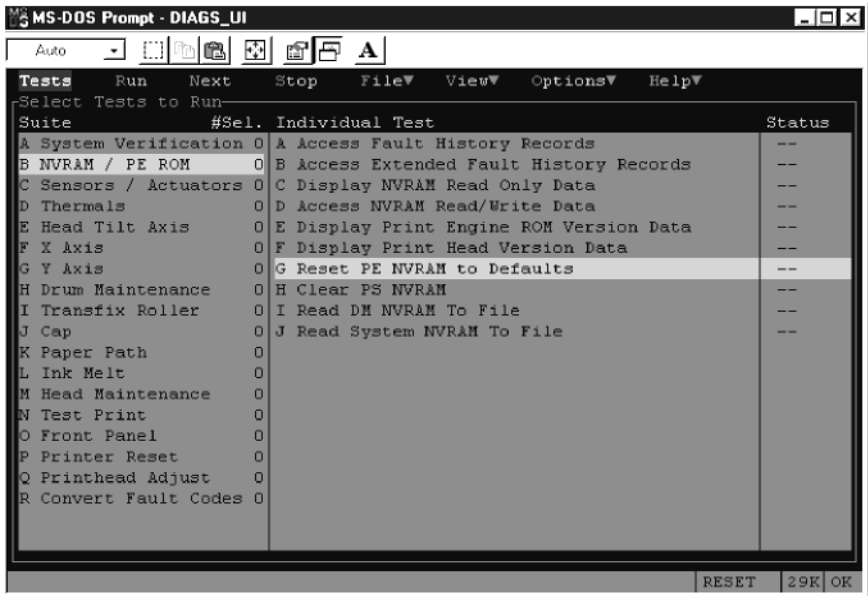 MS-DOS Prompt - DIAGS_UI
Auto A
Tests Run Next Stop File▼ View▼ Options▼ Help▼
Select Tests to Run
Suite #Sel. Individual Test Status
A System Verification 0 A Access Fault History Records --
B NVRAM / PE ROM 0 B Access Extended Fault History Records --
C Sensors / Actuators 0 C Display NVRAM Read Only Data --
D Thermals 0 D Access NVRAM Read/Write Data --
E Head Tilt Axis 0 E Display Print Engine ROM Version Data --
F X Axis 0 F Display Print Head Version Data --
G Y Axis 0 G Reset PE NVRAM to Defaults --
H Drum Maintenance 0 H Clear PS NVRAM --
I Transfix Roller 0 I Read DM NVRAM To File --
J Cap 0 J Read System NVRAM To File --
K Paper Path 0
L Ink Melt 0
M Head Maintenance 0
N Test Print 0
O Front Panel 0
P Printer Reset 0
Q Printhead Adjust 0
R Convert Fault Codes 0
RESET 29K OK